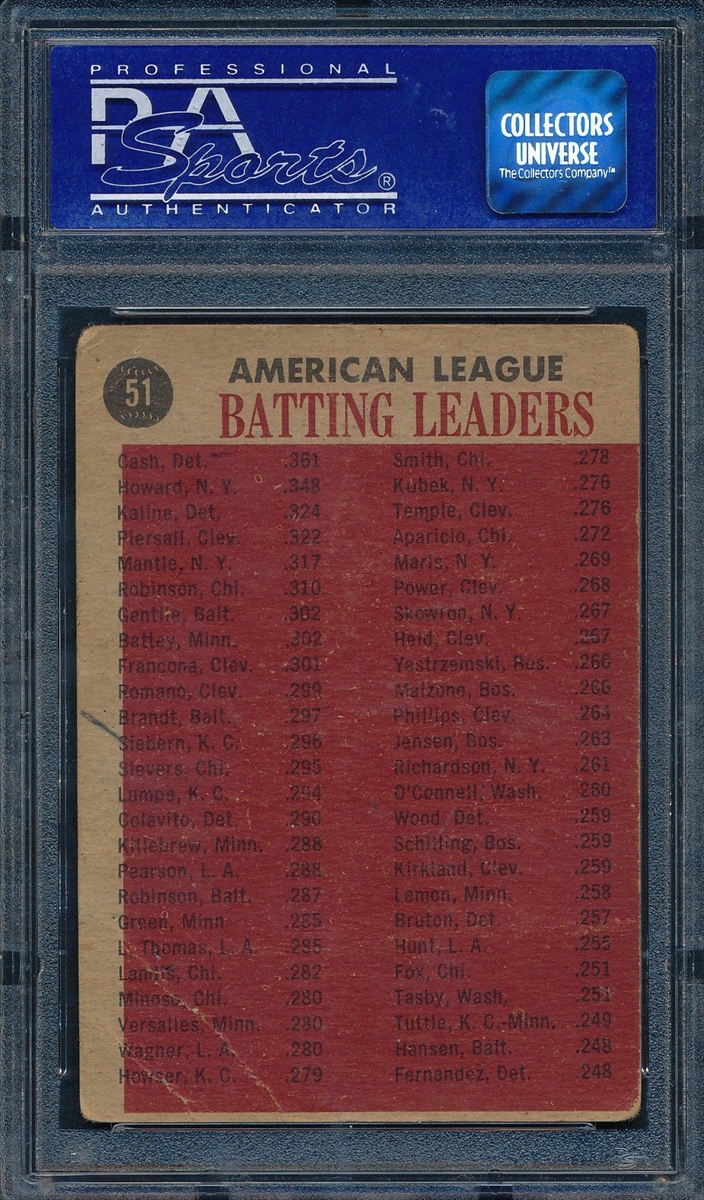 PROFESSIONAL
PSA
Sports®
AUTHENTICATOR
COLLECTORS
UNIVERSE
The Collectors Company™
51
AMERICAN LEAGUE
BATTING LEADERS
Cash, Det. .361
Howard, N. Y. .348
Kaline, Det. .324
Piersall, Clev. .322
Mantle, N. Y. .317
Robinson, Chi. .310
Gentile, Balt. .302
Battey, Minn. .302
Francona, Clev. .301
Romano, Clev. .299
Brandt, Balt. .297
Siebern, K. C. .296
Sievers, Chi. .295
Lumpe, K. C. .294
Colavito, Det. .290
Killebrew, Minn. .288
Pearson, L. A. .288
Robinson, Balt. .287
Green, Minn. .285
L. Thomas, L. A. .285
Landis, Chi. .282
Minoso, Chi. .280
Versalles, Minn. .280
Wagner, L. A. .280
Howser, K. C. .279
Smith, Chi. .278
Kubek, N. Y. .276
Temple, Clev. .276
Aparicio, Chi. .272
Maris, N. Y. .269
Power, Clev. .268
Skowron, N. Y. .267
Held, Clev. .267
Yastrzemski, Bos. .266
Malzone, Bos. .266
Phillips, Clev. .264
Jensen, Bos. .263
Richardson, N. Y. .261
O'Connell, Wash. .260
Wood, Det. .259
Schilling, Bos. .259
Kirkland, Clev. .259
Lemon, Minn. .258
Bruton, Det. .257
Hunt, L. A. .255
Fox, Chi. .251
Tasby, Wash. .251
Tuttle, K. C.-Minn. .249
Hansen, Balt. .248
Fernandez, Det. .248